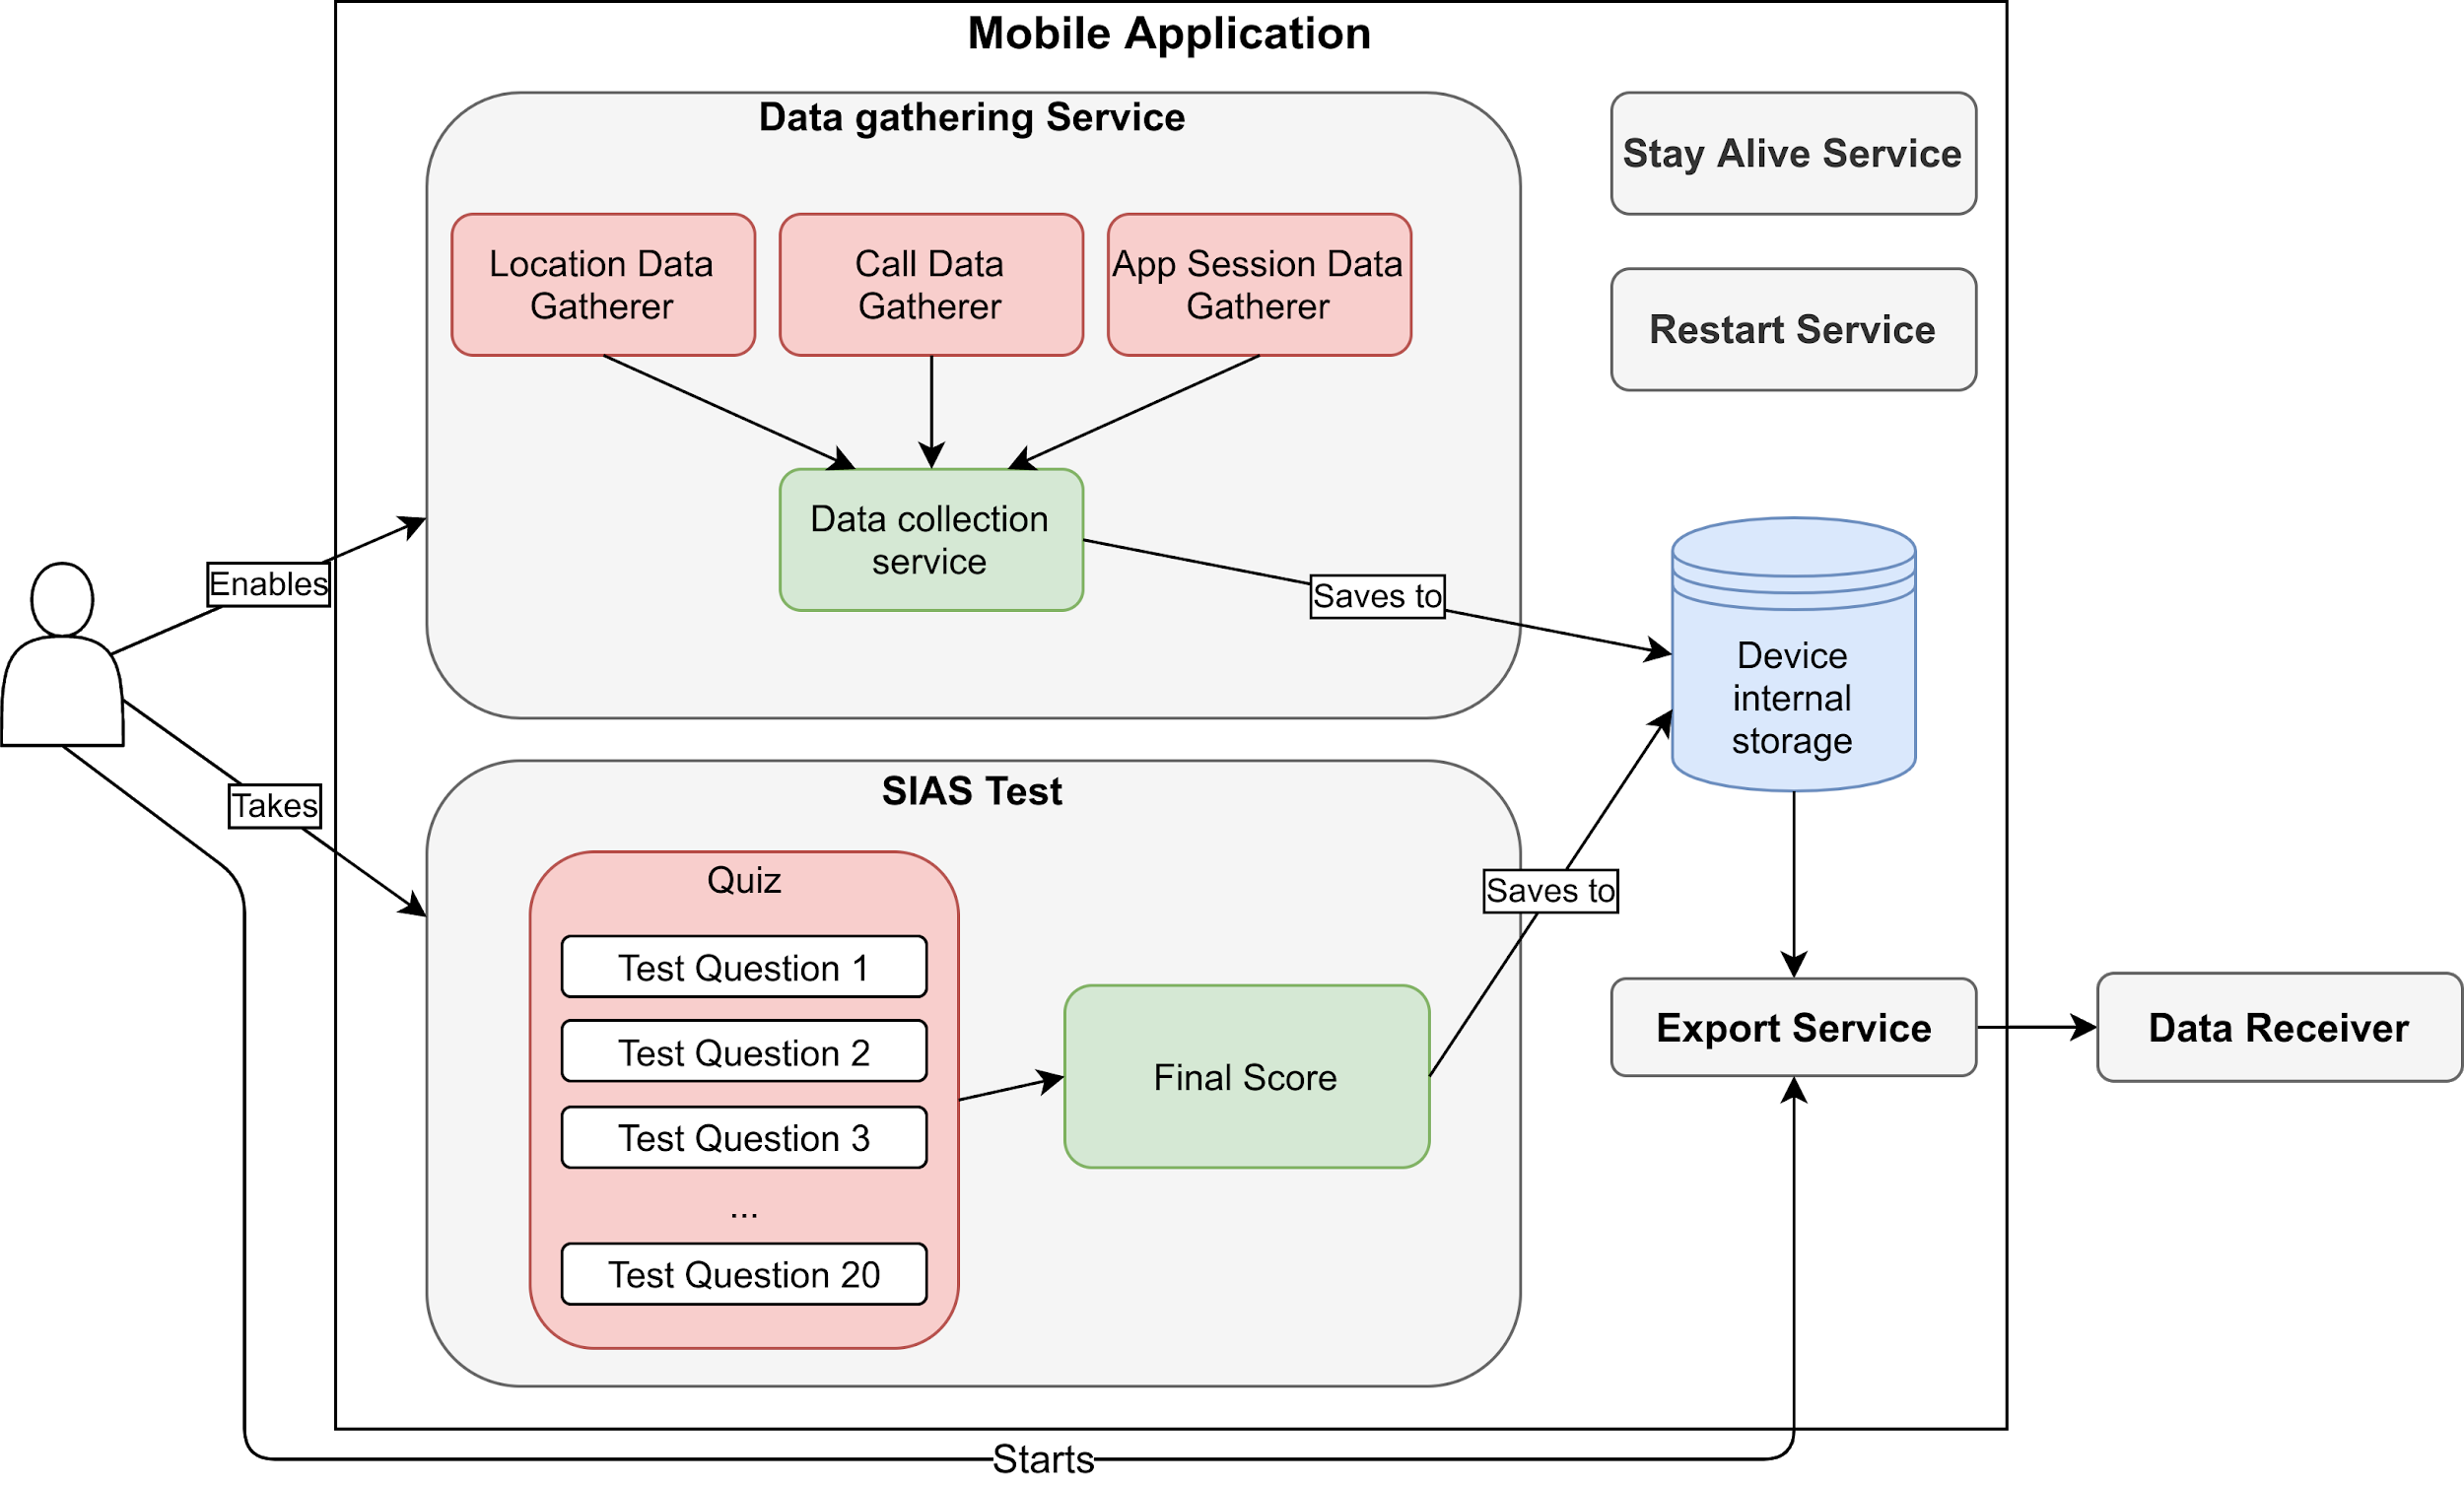 Mobile Application
Data gathering Service
Stay Alive Service
Location Data
Gatherer
Call Data
Gatherer
App Session Data
Gatherer
Restart Service
Data collection
service
Enables
Saves to
Device
internal
storage
Takes
SIAS Test
Quiz
Test Question 1
Test Question 2
Test Question 3
...
Test Question 20
Final Score
Saves to
Export Service
Data Receiver
Starts